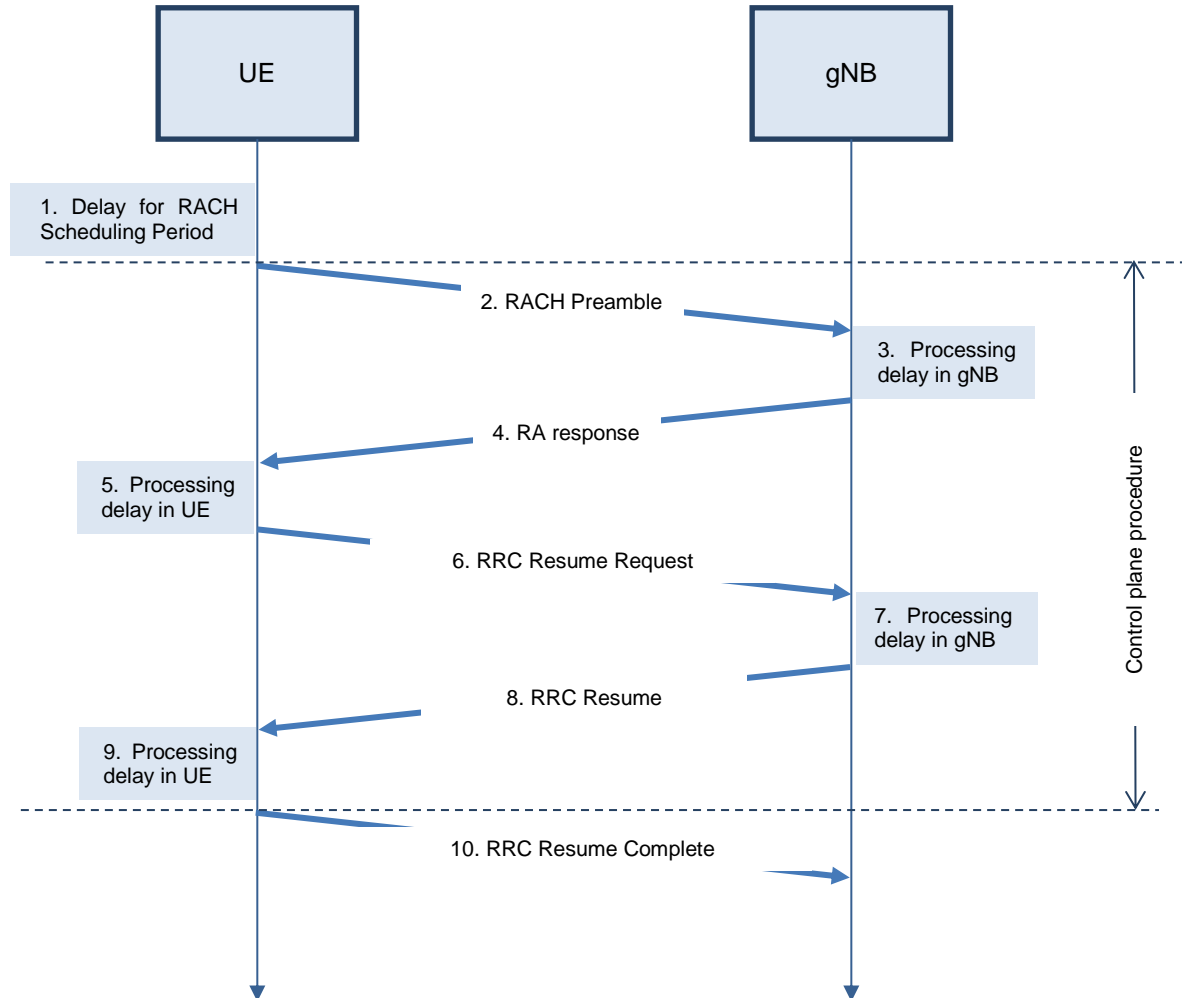 UE
gNB
1. Delay for RACH
Scheduling Period
2. RACH Preamble
3. Processing
delay in gNB
4. RA response
5. Processing
delay in UE
6. RRC Resume Request
7. Processing
delay in gNB
8. RRC Resume
9. Processing
delay in UE
10. RRC Resume Complete
Control plane procedure